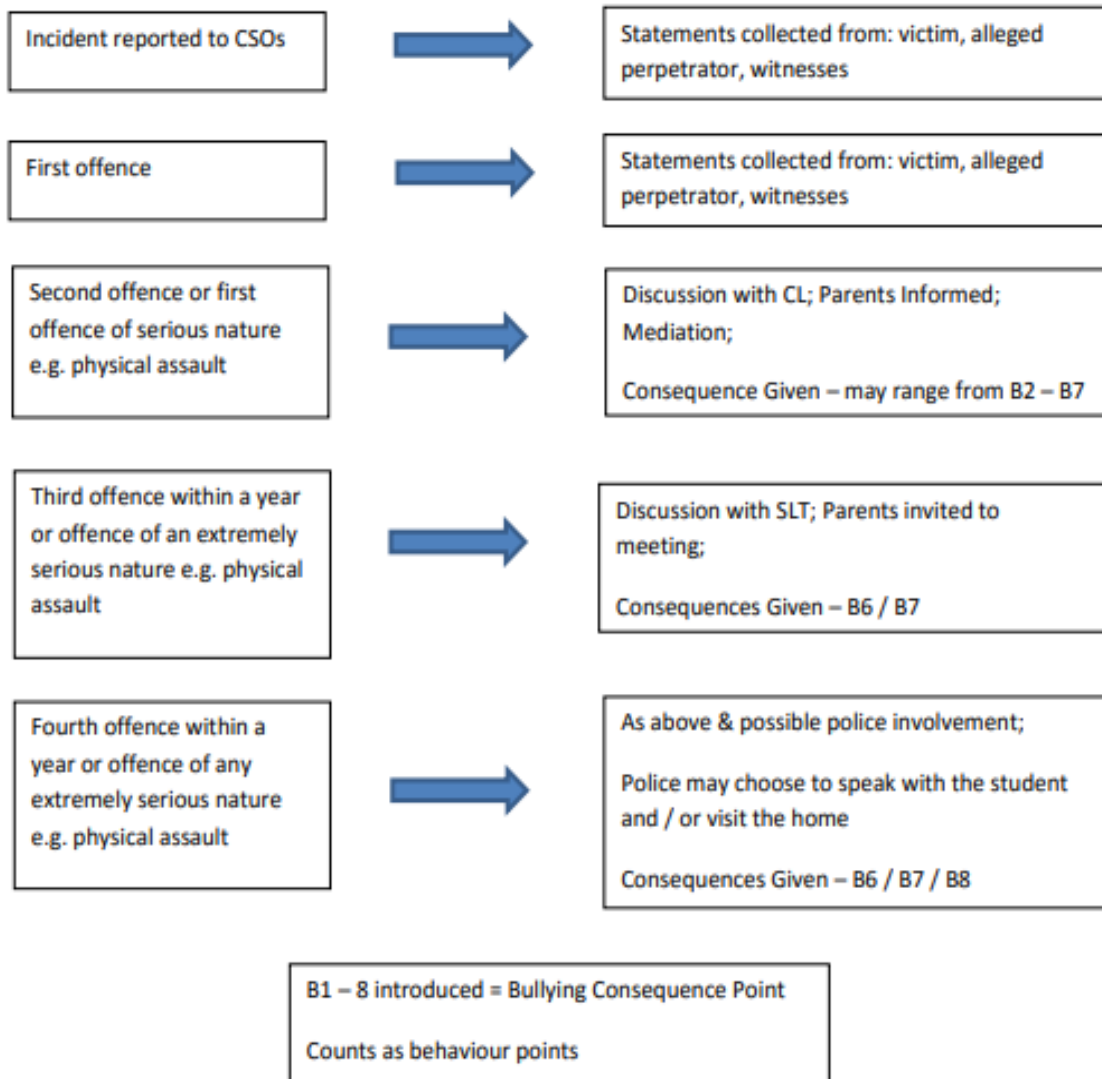 Incident reported to CSOs
Statements collected from: victim, alleged
perpetrator, witnesses
First offence
Statements collected from: victim, alleged
perpetrator, witnesses
Second offence or first
offence of serious nature
e.g. physical assault
Discussion with CL; Parents Informed;
Mediation;
Consequence Given – may range from B2 – B7
Third offence within a year
or offence of an extremely
serious nature e.g. physical
assault
Discussion with SLT; Parents invited to
meeting;
Consequences Given – B6 / B7
Fourth offence within a
year or offence of any
extremely serious nature
e.g. physical assault
As above & possible police involvement;
Police may choose to speak with the student
and / or visit the home
Consequences Given – B6 / B7 / B8
B1 – 8 introduced = Bullying Consequence Point
Counts as behaviour points